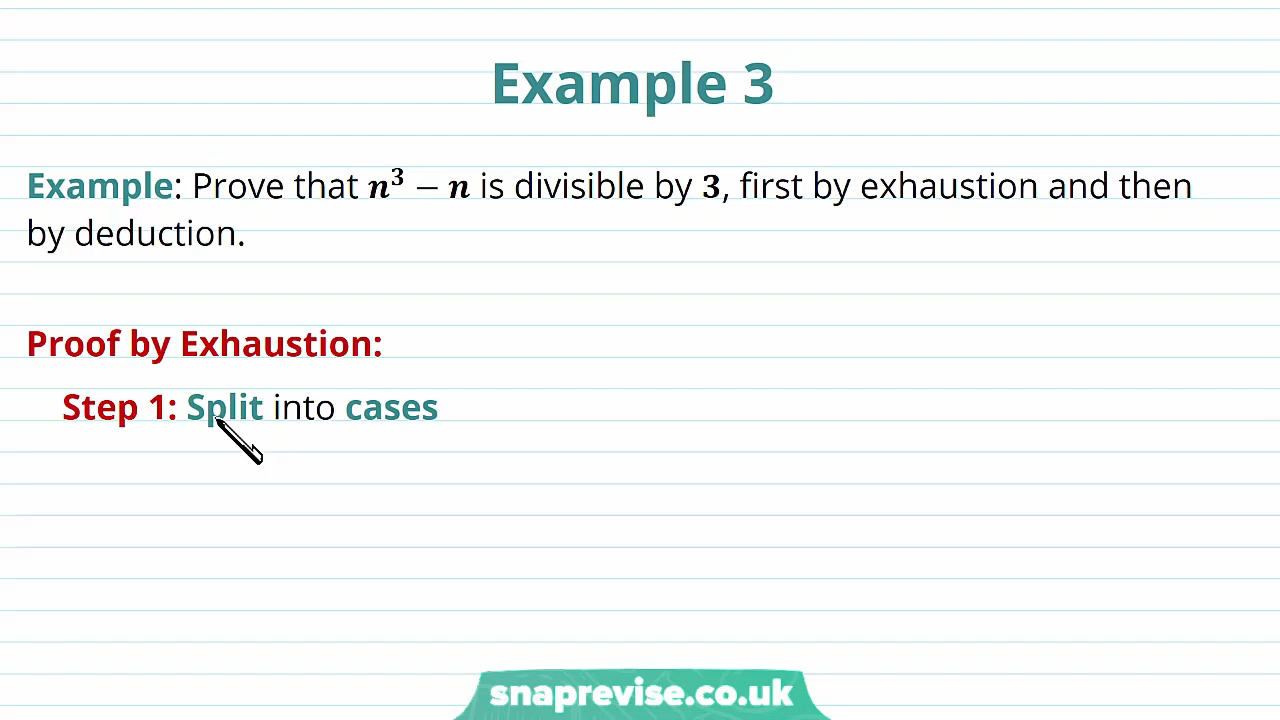 Example 3
Example: Prove that n³ − n is divisible by 3, first by exhaustion and then
by deduction.
Proof by Exhaustion:
Step 1: Split into cases
snaprevise.co.uk